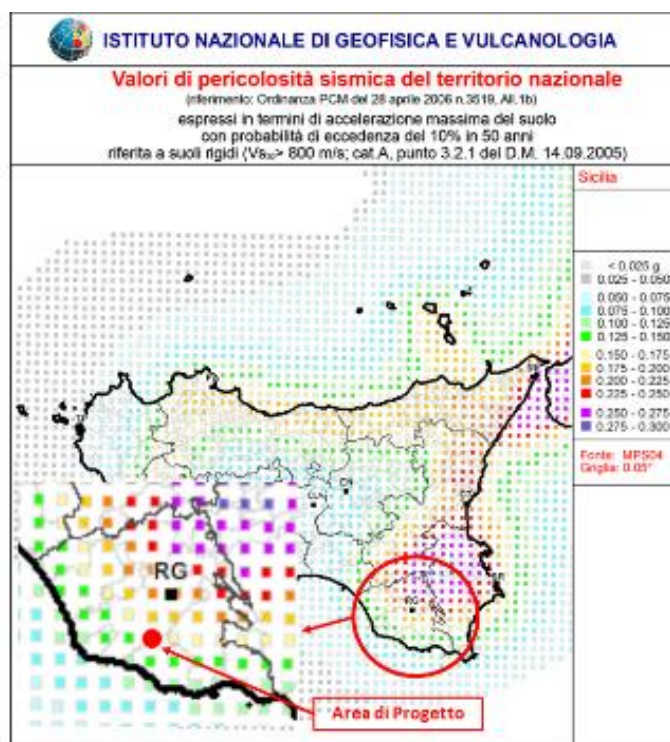 ISTITUTO NAZIONALE DI GEOFISICA E VULCANOLOGIA
Valori di pericolosità sismica del territorio nazionale
(riferimento: Ordinanza PCM del 28 aprile 2006 n.3519, All.1b)
espressi in termini di accelerazione massima del suolo
con probabilità di eccedenza del 10% in 50 anni
riferita a suoli rigidi (Vs₃₀> 800 m/s; cat.A, punto 3.2.1 del D.M. 14.09.2005)
Sicilia
< 0.025 g
0.025 - 0.050
0.050 - 0.075
0.075 - 0.100
0.100 - 0.125
0.125 - 0.150
0.150 - 0.175
0.175 - 0.200
0.200 - 0.225
0.225 - 0.250
0.250 - 0.275
0.275 - 0.300
Fonte: MPS04
Griglia: 0.05°
RG
RG
Area di Progetto